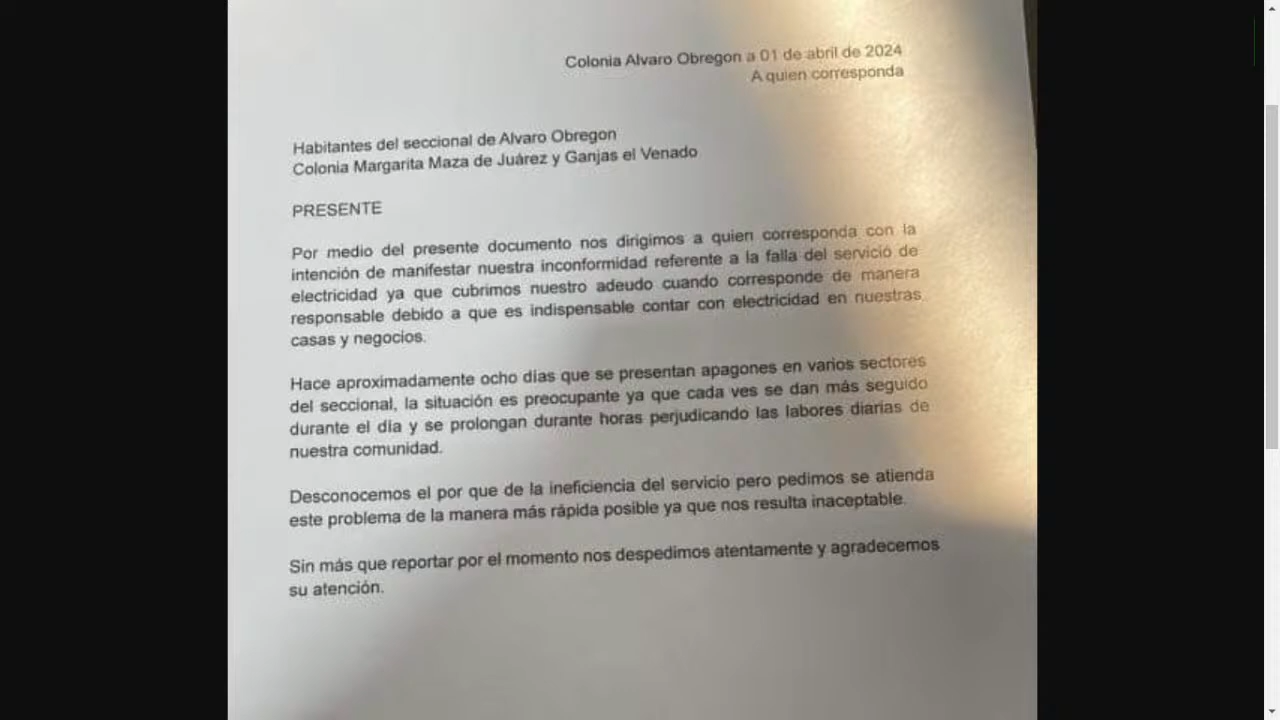 Colonia Alvaro Obregon a 01 de abril de 2024
A quien corresponda
Habitantes del seccional de Alvaro Obregon
Colonia Margarita Maza de Juárez y Ganjas el Venado
PRESENTE
Por medio del presente documento nos dirigimos a quien corresponda con la
intención de manifestar nuestra inconformidad referente a la falla del servicio de
electricidad ya que cubrimos nuestro adeudo cuando corresponde de manera
responsable debido a que es indispensable contar con electricidad en nuestras
casas y negocios.
Hace aproximadamente ocho días que se presentan apagones en varios sectores
del seccional, la situación es preocupante ya que cada ves se dan más seguido
durante el día y se prolongan durante horas perjudicando las labores diarias de
nuestra comunidad.
Desconocemos el por que de la ineficiencia del servicio pero pedimos se atienda
este problema de la manera más rápida posible ya que nos resulta inaceptable.
Sin más que reportar por el momento nos despedimos atentamente y agradecemos
su atención.